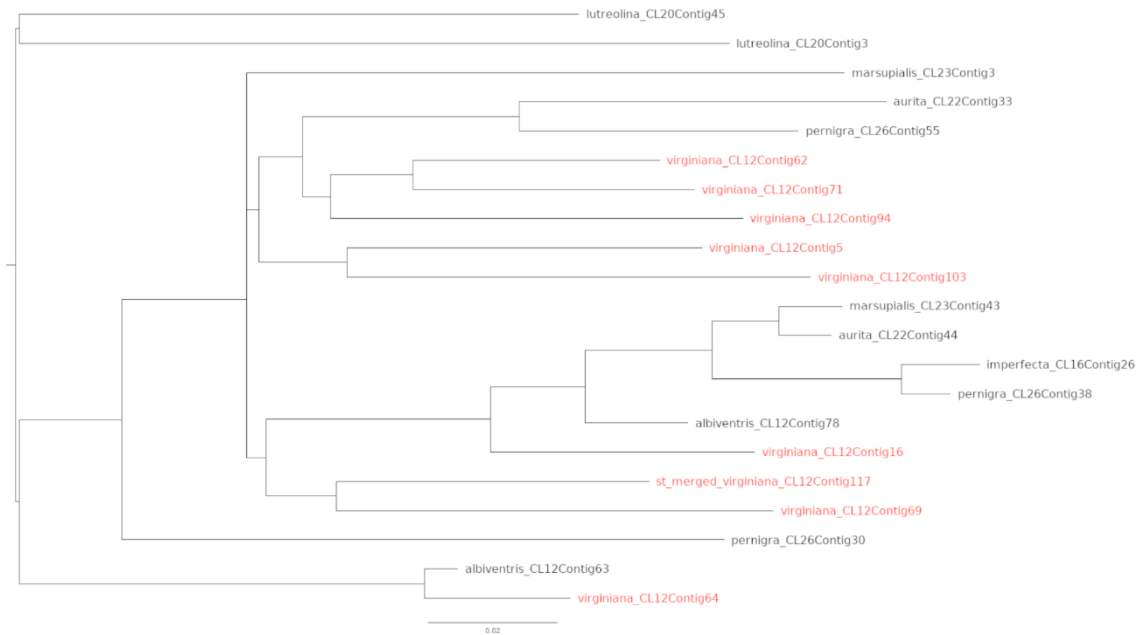 lutreolina_CL20Contig45
lutreolina_CL20Contig3
marsupialis_CL23Contig3
aurita_CL22Contig33
pernigra_CL26Contig55
virginiana_CL12Contig62
virginiana_CL12Contig71
virginiana_CL12Contig94
virginiana_CL12Contig5
virginiana_CL12Contig103
marsupialis_CL23Contig43
aurita_CL22Contig44
imperfecta_CL16Contig26
pernigra_CL26Contig38
albiventris_CL12Contig78
virginiana_CL12Contig16
st_merged_virginiana_CL12Contig117
virginiana_CL12Contig69
pernigra_CL26Contig30
albiventris_CL12Contig63
virginiana_CL12Contig64
0.02